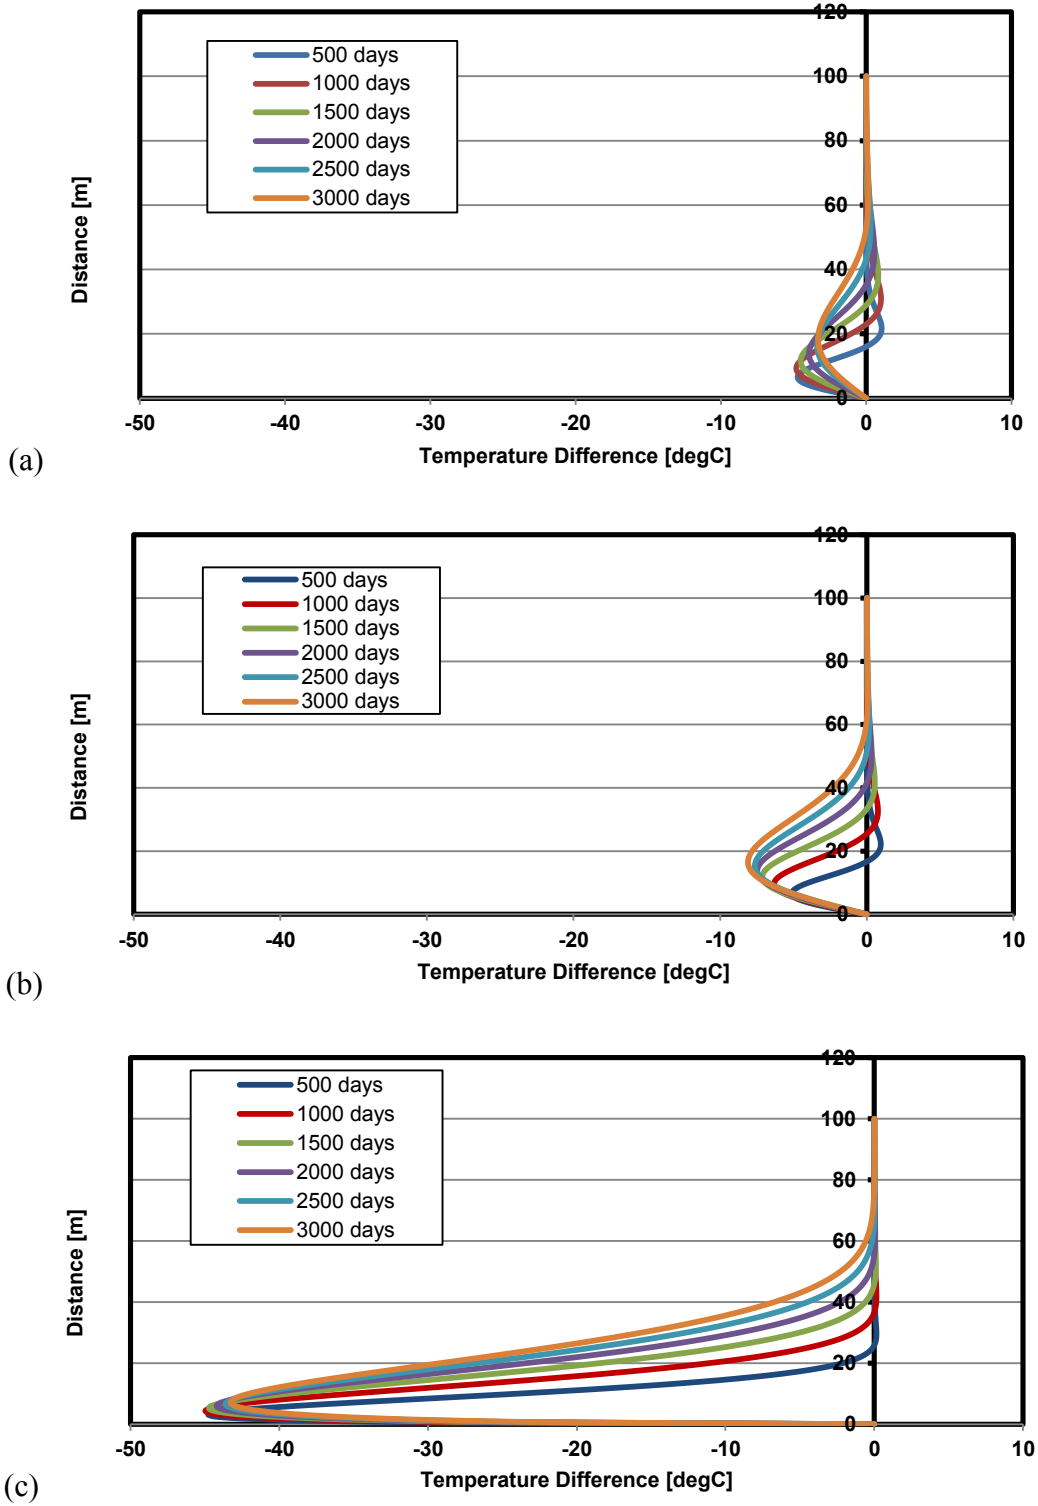 120
500 days
1000 days
1500 days
2000 days
2500 days
3000 days
100
80
60
40
20
0
Distance [m]
-50 -40 -30 -20 -10 0 10
Temperature Difference [degC]
(a)
120
500 days
1000 days
1500 days
2000 days
2500 days
3000 days
100
80
60
40
20
0
Distance [m]
-50 -40 -30 -20 -10 0 10
Temperature Difference [degC]
(b)
120
500 days
1000 days
1500 days
2000 days
2500 days
3000 days
100
80
60
40
20
0
Distance [m]
-50 -40 -30 -20 -10 0 10
Temperature Difference [degC]
(c)